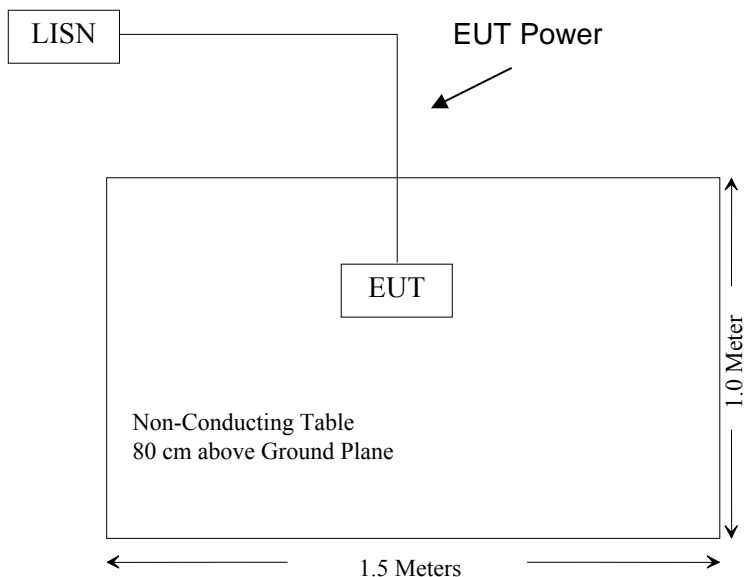 LISN
EUT Power
EUT
1.0 Meter
Non-Conducting Table
80 cm above Ground Plane
1.5 Meters